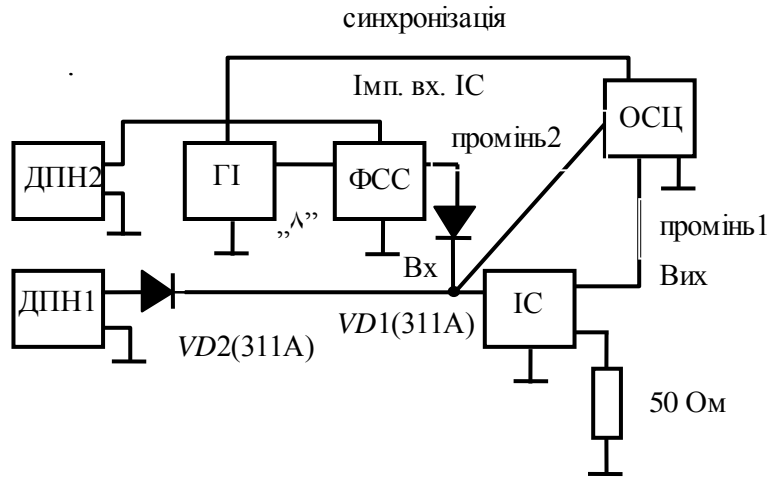 синхронізація
Імп. вх. ІС
ОСЦ
промінь2
ДПН2
ГІ
ФСС
„^”
промінь1
Вх
Вих
ДПН1
ІС
VD2(311А)
VD1(311А)
50 Ом